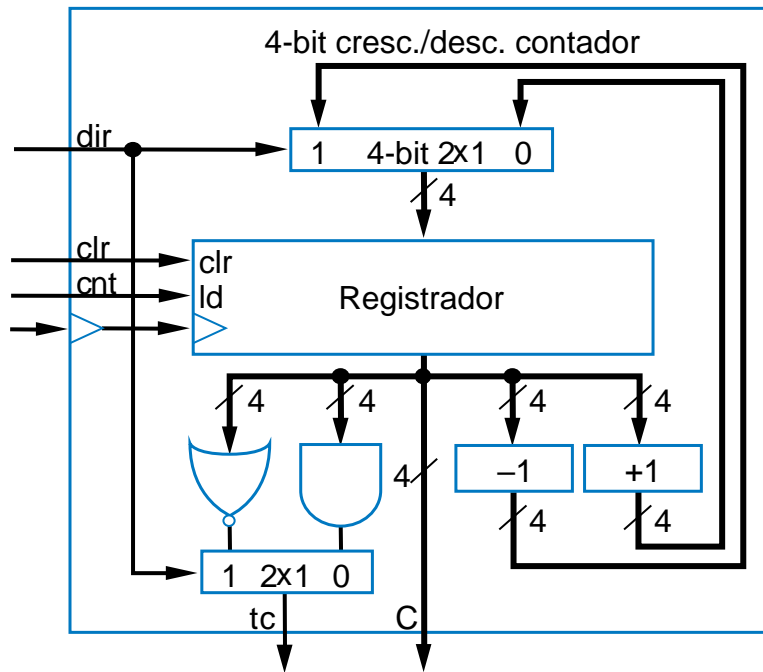 4-bit cresc./desc. contador
dir
1 4-bit 2x1 0
4
clr
clr
cnt
ld
Registrador
4 4 4 4
4
–1 +1
4 4
1 2x1 0
tc C